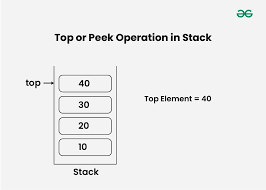 Top or Peek Operation in Stack
top
40
30
20
10
Top Element = 40
Stack